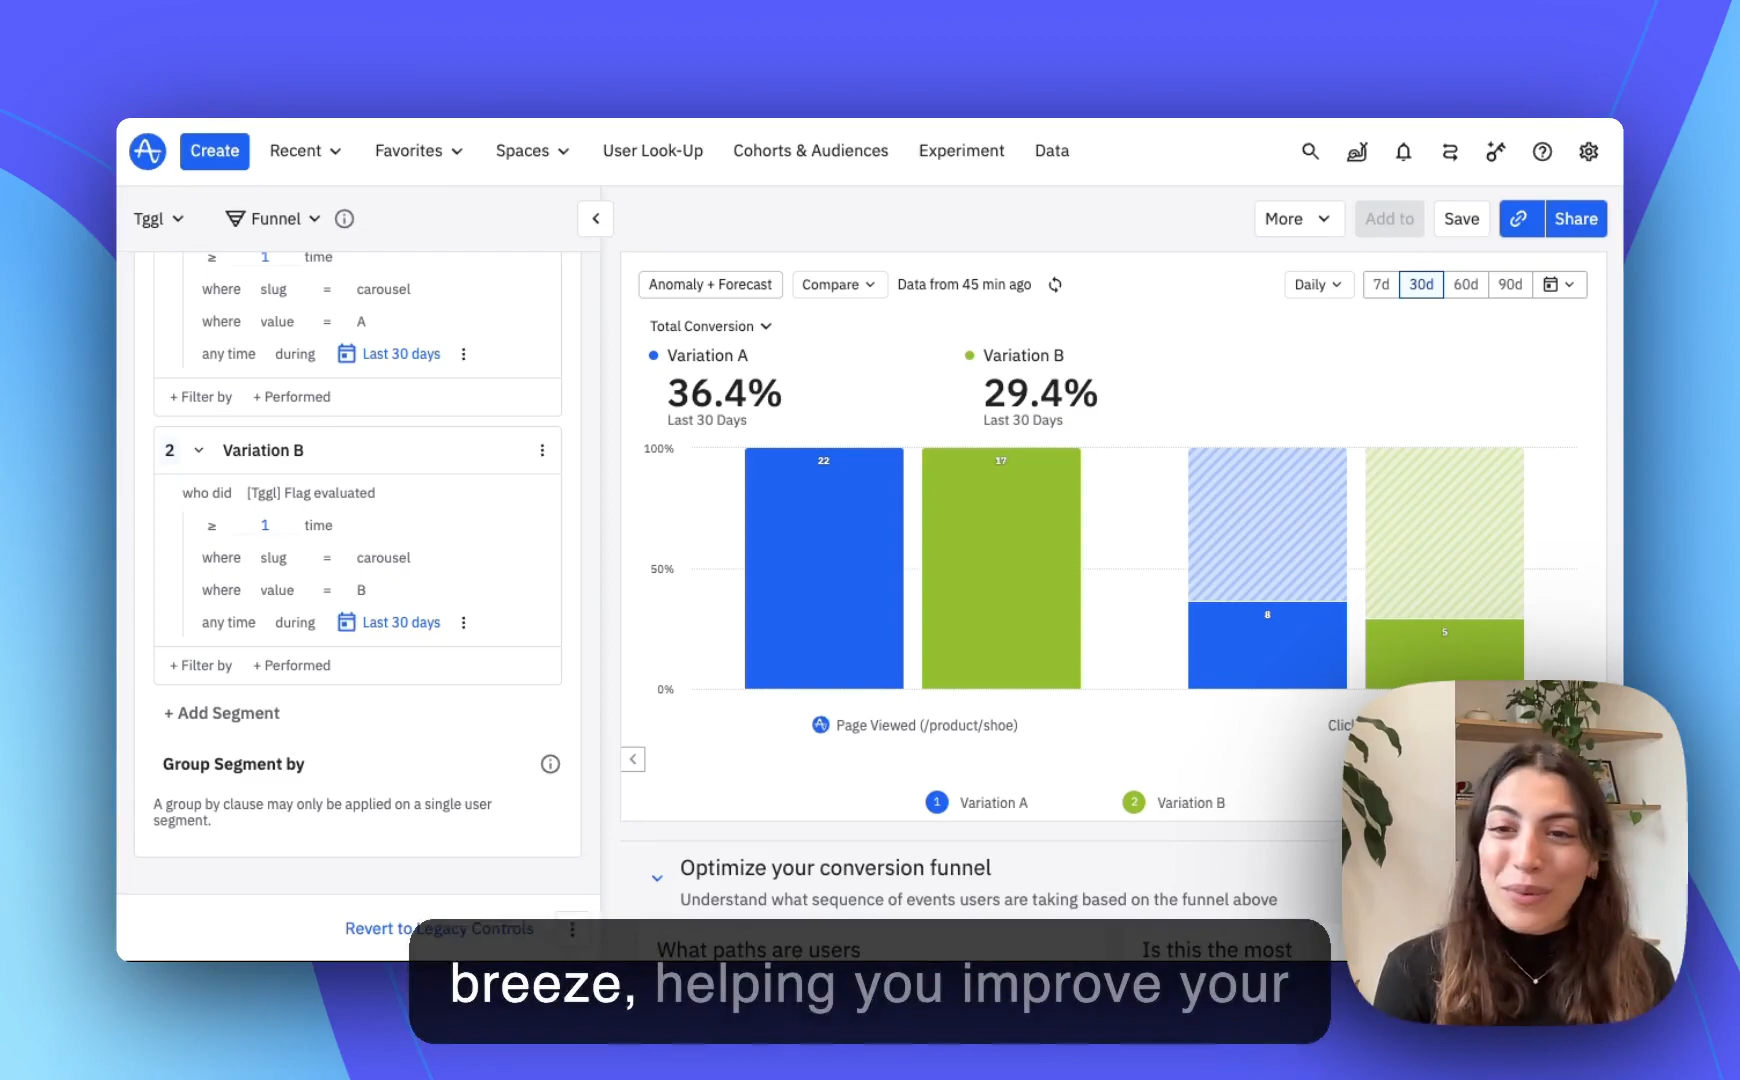 Create Recent Favorites Spaces User Look-Up Cohorts & Audiences Experiment Data
Tggl Funnel
More Add to Save Share
≥ 1 time
where slug = carousel
where value = A
any time during Last 30 days
+ Filter by + Performed
2 Variation B
who did [Tggl] Flag evaluated
≥ 1 time
where slug = carousel
where value = B
any time during Last 30 days
+ Filter by + Performed
+ Add Segment
Group Segment by
A group by clause may only be applied on a single user
segment.
Revert to Legacy Controls
Anomaly + Forecast Compare Data from 45 min ago Daily 7d 30d 60d 90d
Total Conversion
Variation A Variation B
36.4% 29.4%
Last 30 Days Last 30 Days
100%
22 17
50%
8
5
0%
Page Viewed (/product/shoe)
1 Variation A 2 Variation B
Optimize your conversion funnel
Understand what sequence of events users are taking based on the funnel above
What paths are users Is this the most
breeze, helping you improve your